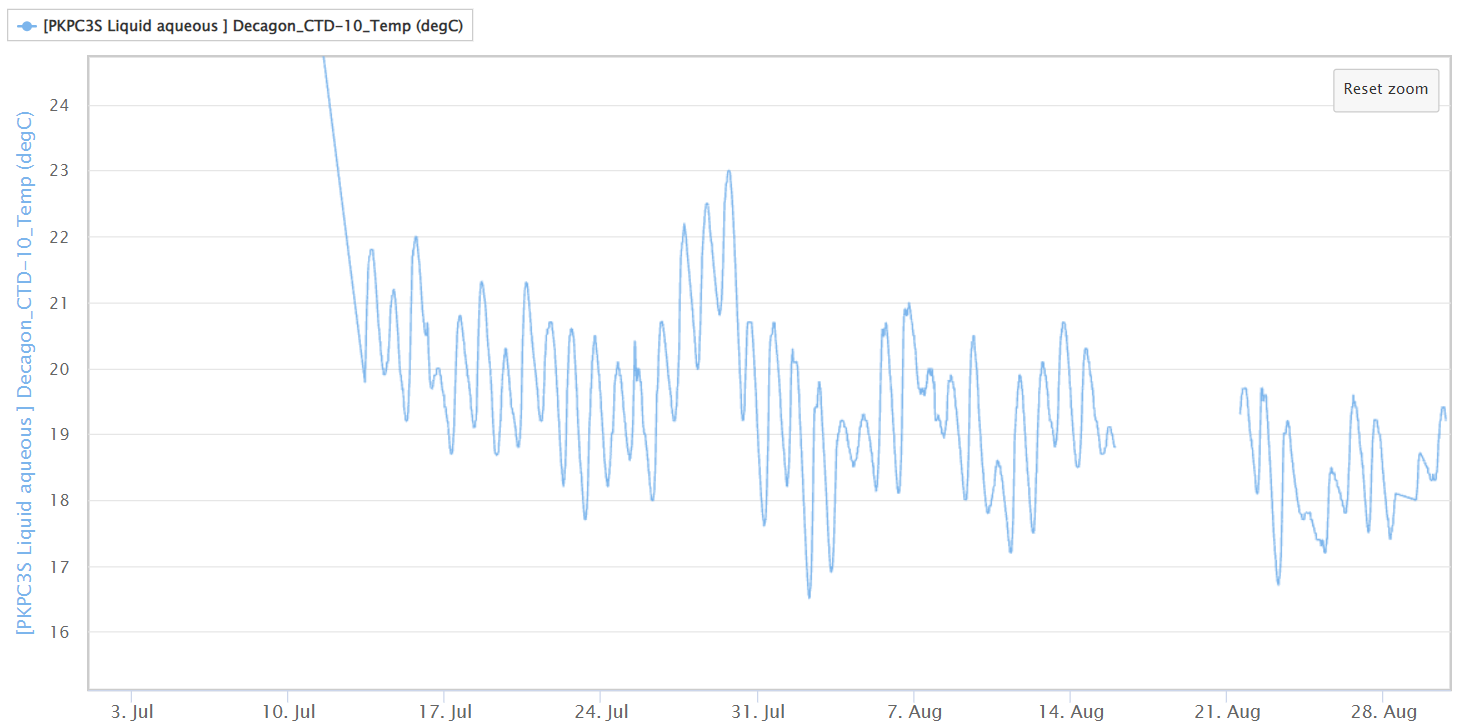 [PKPC3S Liquid aqueous ] Decagon_CTD-10_Temp (degC)
Reset zoom
[PKPC3S Liquid aqueous ] Decagon_CTD-10_Temp (degC)
24
23
22
21
20
19
18
17
16
3. Jul
10. Jul
17. Jul
24. Jul
31. Jul
7. Aug
14. Aug
21. Aug
28. Aug